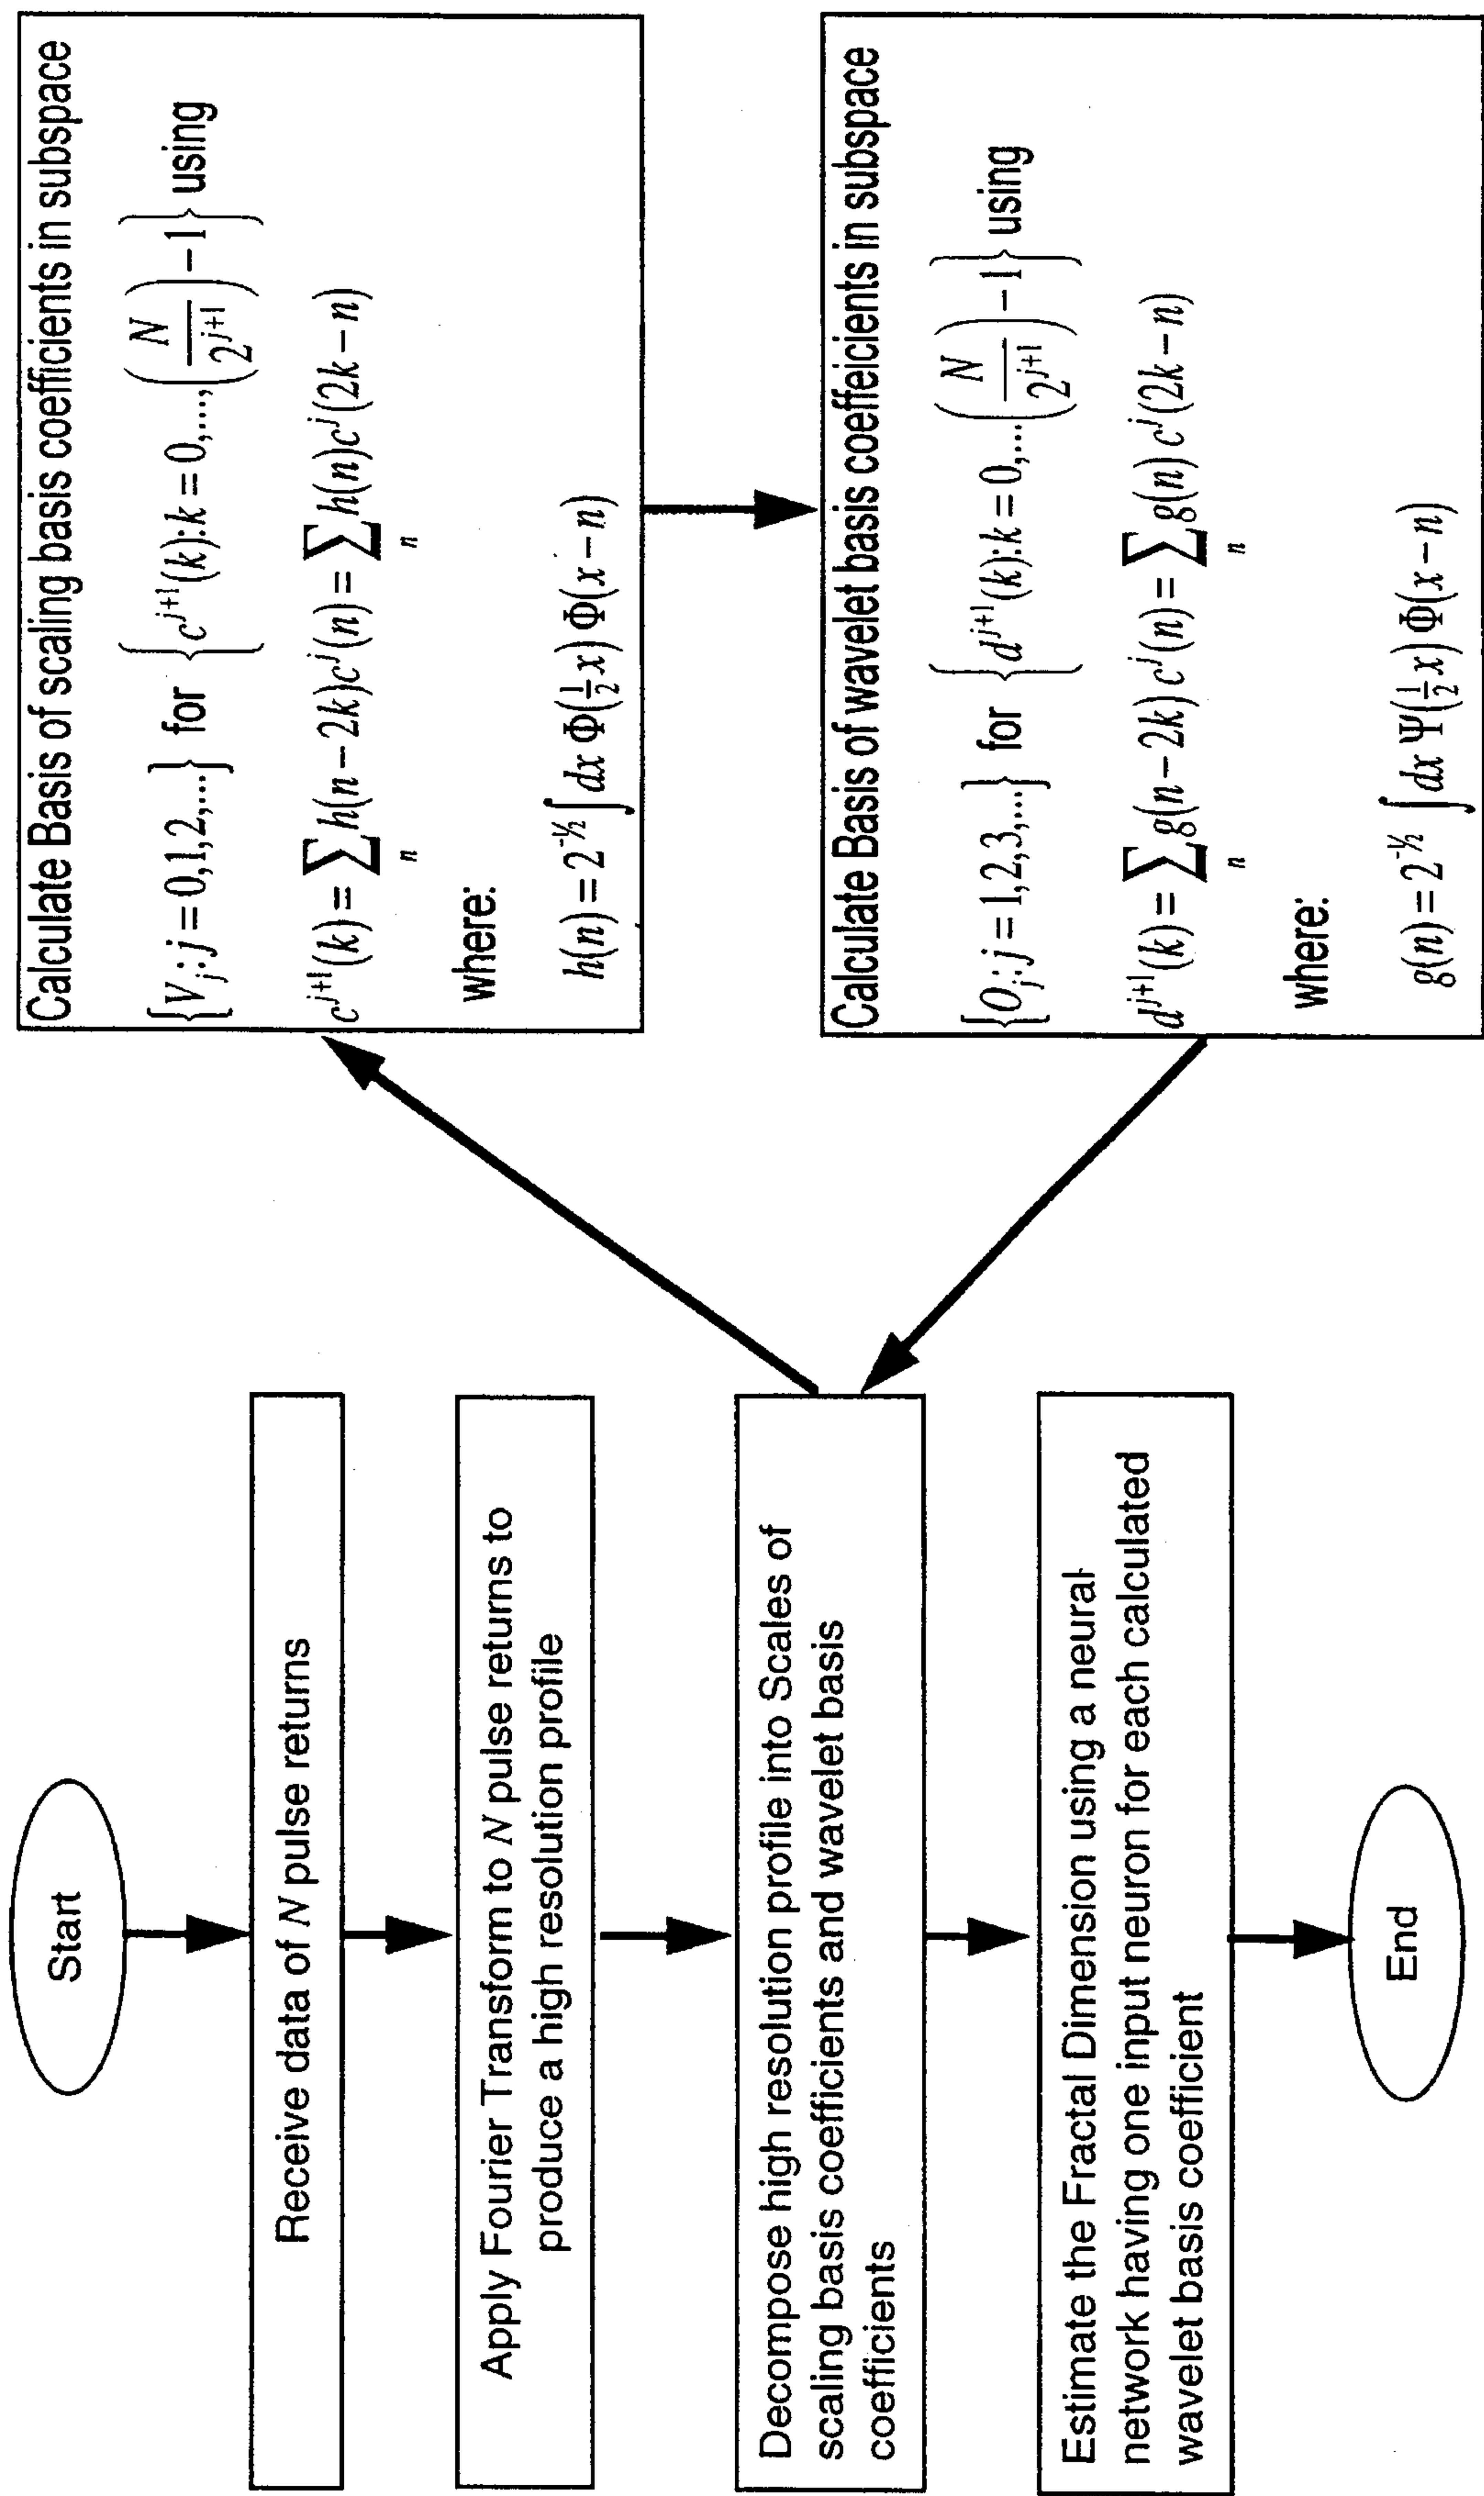 Start
Receive data of N pulse returns
Apply Fourier Transform to N pulse returns to
produce a high resolution profile
Decompose high resolution profile into Scales of
scaling basis coefficients and wavelet basis
coefficients
Estimate the Fractal Dimension using a neural
network having one input neuron for each calculated
wavelet basis coefficient
End
Calculate Basis of scaling basis coefficients in subspace
{V_j : j = 0,1,2,...} for {c^{j+1}(k): k = 0,...,(N/2^{j+1}) − 1} using
c^{j+1}(k) = ∑_n h(n − 2k)c^j(n) = ∑_n h(n)c^j(2k − n)
where:
h(n) = 2^{-½} ∫ dx Φ(½x) Φ(x − n)
Calculate Basis of wavelet basis coeffeicients in subspace
{O_j : j = 1,2,3,...} for {d^{j+1}(k): k = 0,...(N/2^{j+1}) − 1} using
d^{j+1}(k) = ∑_n g(n − 2k) c^j(n) = ∑_n g(n) c^j(2k − n)
where:
g(n) = 2^{-½} ∫ dx Ψ(½x) Φ(x − n)